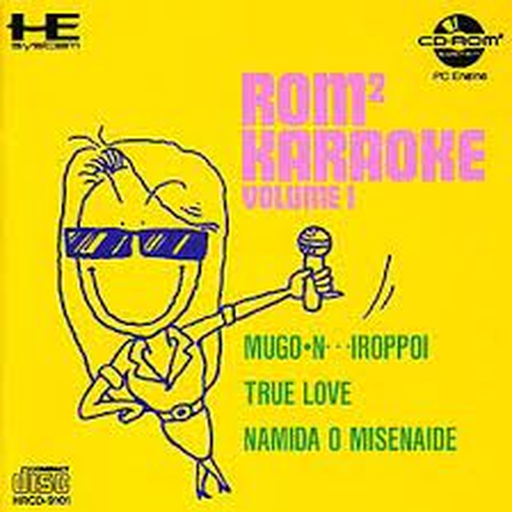 HE
system
CD-ROM²
SYSTEM
PC Engine
ROM²
KARAOKE
VOLUME 1
MUGO•N···IROPPOI
TRUE LOVE
NAMIDA O MISENAIDE
COMPACT
disc
HRCD-9101